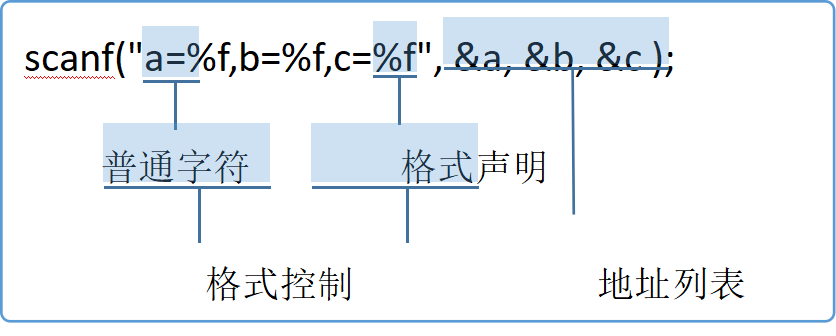 scanf("a=%f,b=%f,c=%f", &a, &b, &c );
普通字符 格式声明
格式控制 地址列表